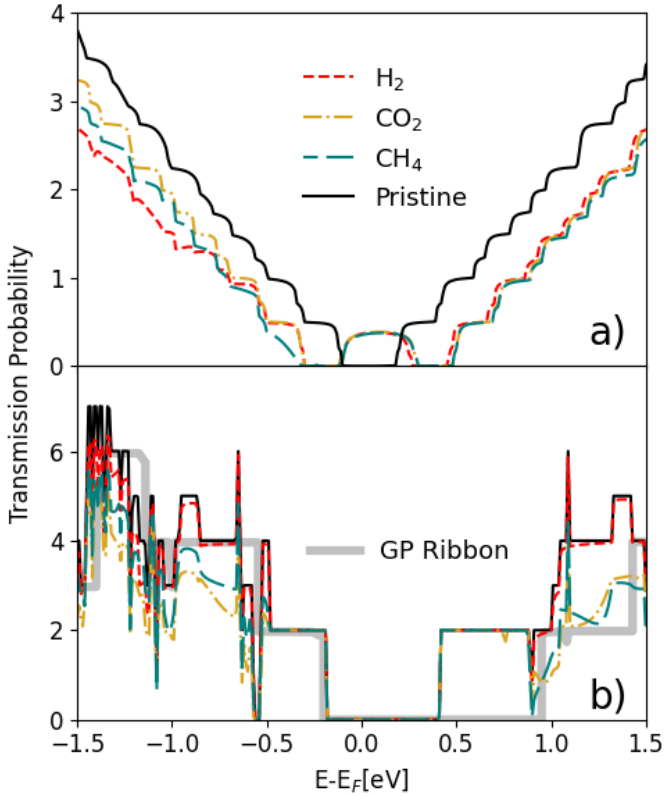 4
3
2
1
0
H₂
CO₂
CH₄
Pristine
a)
Transmission Probability
6
4
2
0
GP Ribbon
b)
−1.5 −1.0 −0.5 0.0 0.5 1.0 1.5
E-E_F[eV]